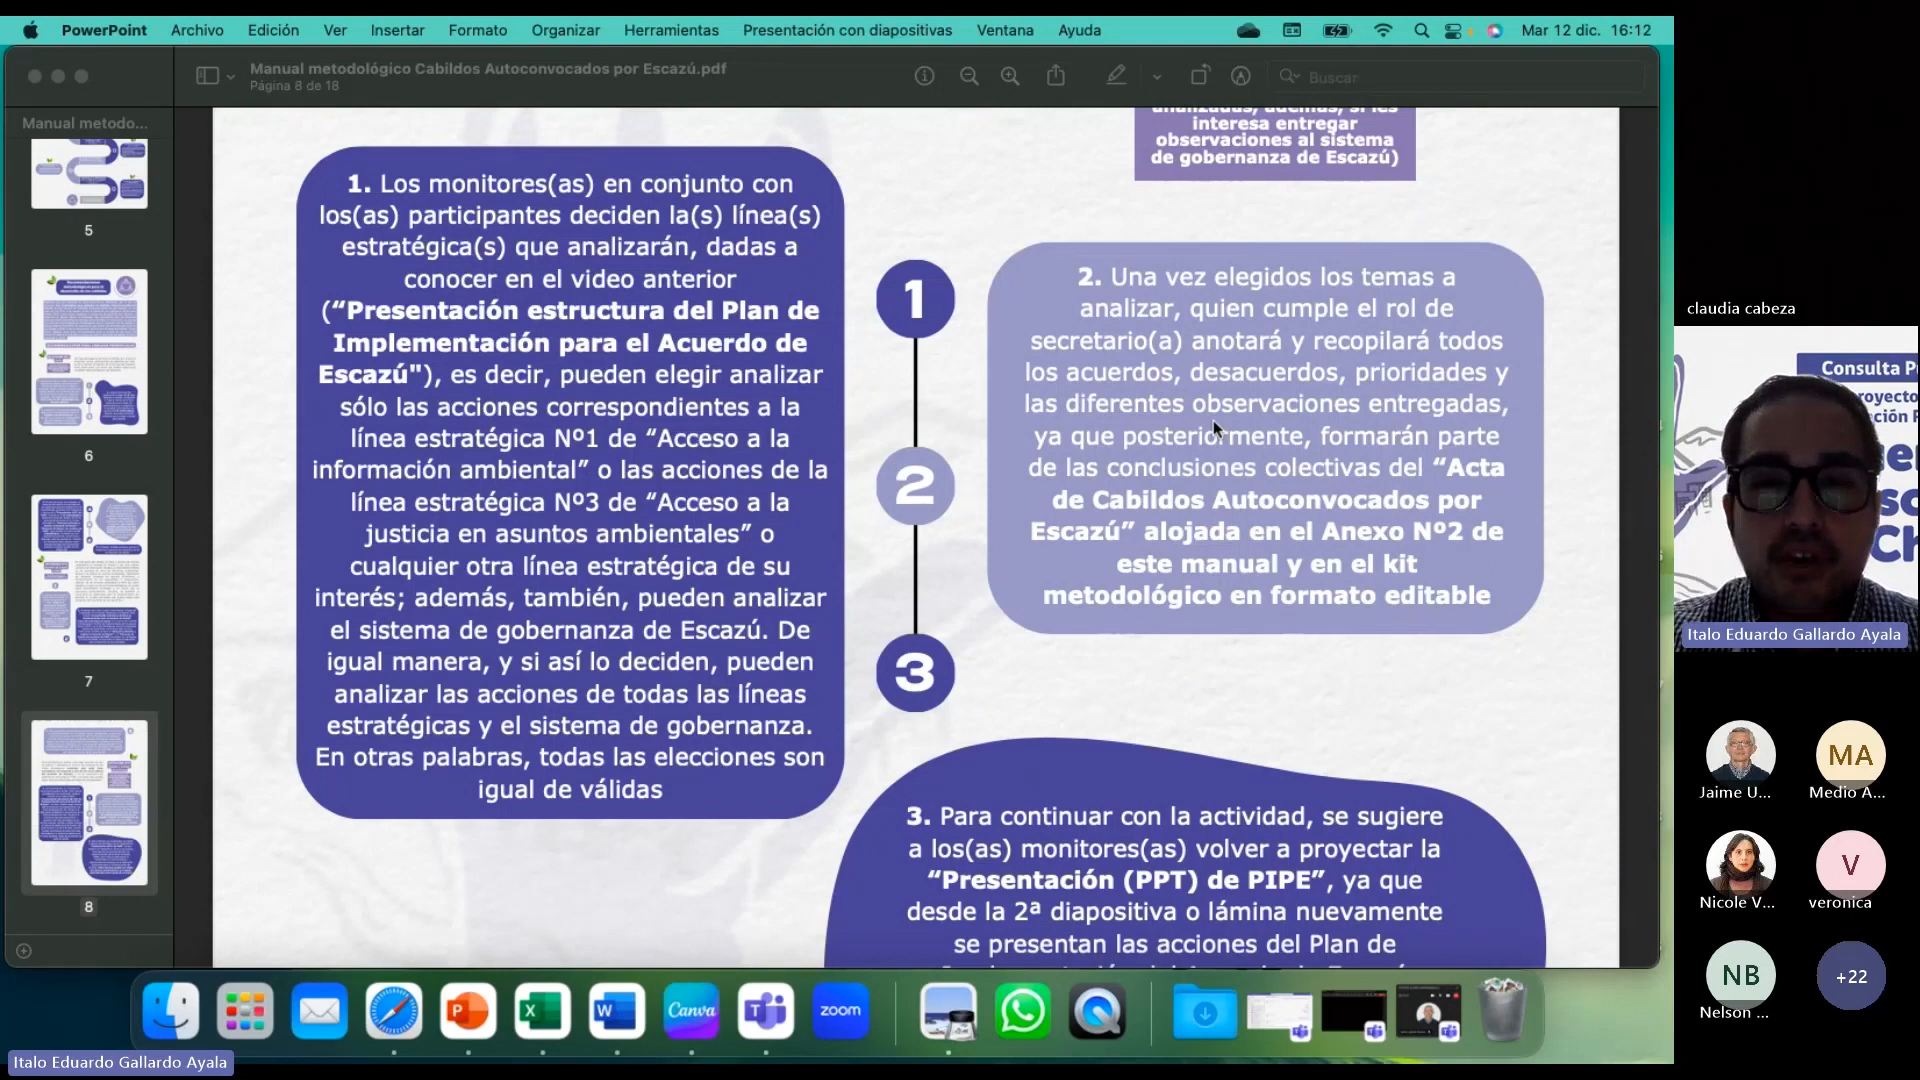 PowerPoint Archivo Edición Ver Insertar Formato Organizar Herramientas Presentación con diapositivas Ventana Ayuda Mar 12 dic. 16:12
Manual metodológico Cabildos Autoconvocados por Escazú.pdf
Página 8 de 18
Buscar
Manual metodo...
5
6
7
8
interesa entregar
observaciones al sistema
de gobernanza de Escazú)
1. Los monitores(as) en conjunto con
los(as) participantes deciden la(s) línea(s)
estratégica(s) que analizarán, dadas a
conocer en el video anterior
(“Presentación estructura del Plan de
Implementación para el Acuerdo de
Escazú"), es decir, pueden elegir analizar
sólo las acciones correspondientes a la
línea estratégica Nº1 de “Acceso a la
información ambiental” o las acciones de la
línea estratégica Nº3 de “Acceso a la
justicia en asuntos ambientales” o
cualquier otra línea estratégica de su
interés; además, también, pueden analizar
el sistema de gobernanza de Escazú. De
igual manera, y si así lo deciden, pueden
analizar las acciones de todas las líneas
estratégicas y el sistema de gobernanza.
En otras palabras, todas las elecciones son
igual de válidas
1
2
3
2. Una vez elegidos los temas a
analizar, quien cumple el rol de
secretario(a) anotará y recopilará todos
los acuerdos, desacuerdos, prioridades y
las diferentes observaciones entregadas,
ya que posteriormente, formarán parte
de las conclusiones colectivas del “Acta
de Cabildos Autoconvocados por
Escazú” alojada en el Anexo Nº2 de
este manual y en el kit
metodológico en formato editable
3. Para continuar con la actividad, se sugiere
a los(as) monitores(as) volver a proyectar la
“Presentación (PPT) de PIPE”, ya que
desde la 2ª diapositiva o lámina nuevamente
se presentan las acciones del Plan de
Canva
zoom
Italo Eduardo Gallardo Ayala
claudia cabeza
Consulta P
Italo Eduardo Gallardo Ayala
Jaime U...
MA
Medio A...
Nicole V...
V
veronica
NB
Nelson ...
+22